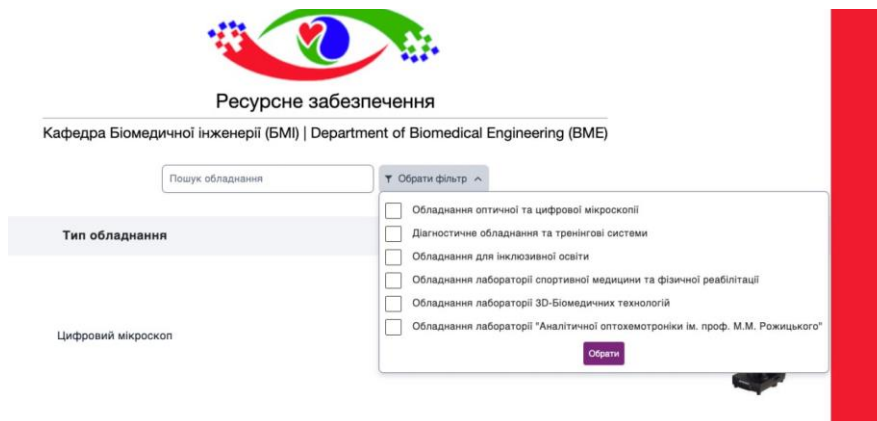 Ресурсне забезпечення
Кафедра Біомедичної інженерії (БМІ) | Department of Biomedical Engineering (BME)
Пошук обладнання
Обрати фільтр
Обладнання оптичної та цифрової мікроскопії
Діагностичне обладнання та тренінгові системи
Обладнання для інклюзивної освіти
Обладнання лабораторії спортивної медицини та фізичної реабілітації
Обладнання лабораторії 3D-Біомедичних технологій
Обладнання лабораторії "Аналітичної оптохемотроніки ім. проф. М.М. Рожицького"
Обрати
Тип обладнання
Цифровий мікроскоп